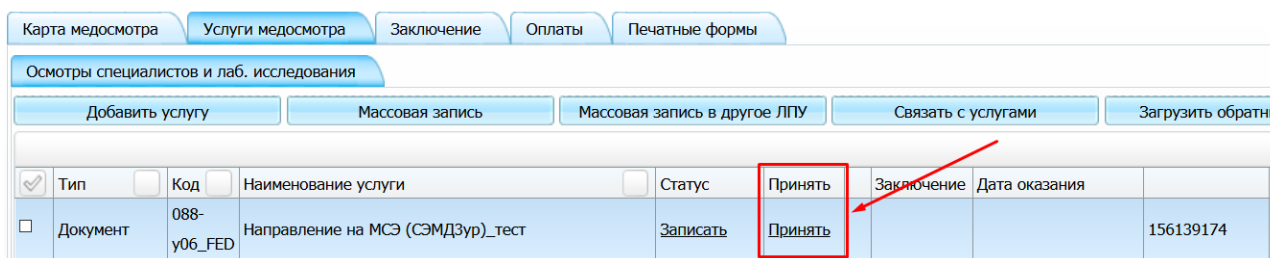 Карта медосмотра Услуги медосмотра Заключение Оплаты Печатные формы
Осмотры специалистов и лаб. исследования
Добавить услугу Массовая запись Массовая запись в другое ЛПУ Связать с услугами Загрузить обратн
Тип Код Наименование услуги Статус Принять Заключение Дата оказания
Документ 088-
у06_FED Направление на МСЭ (СЭМД3ур)_тест Записать Принять 156139174